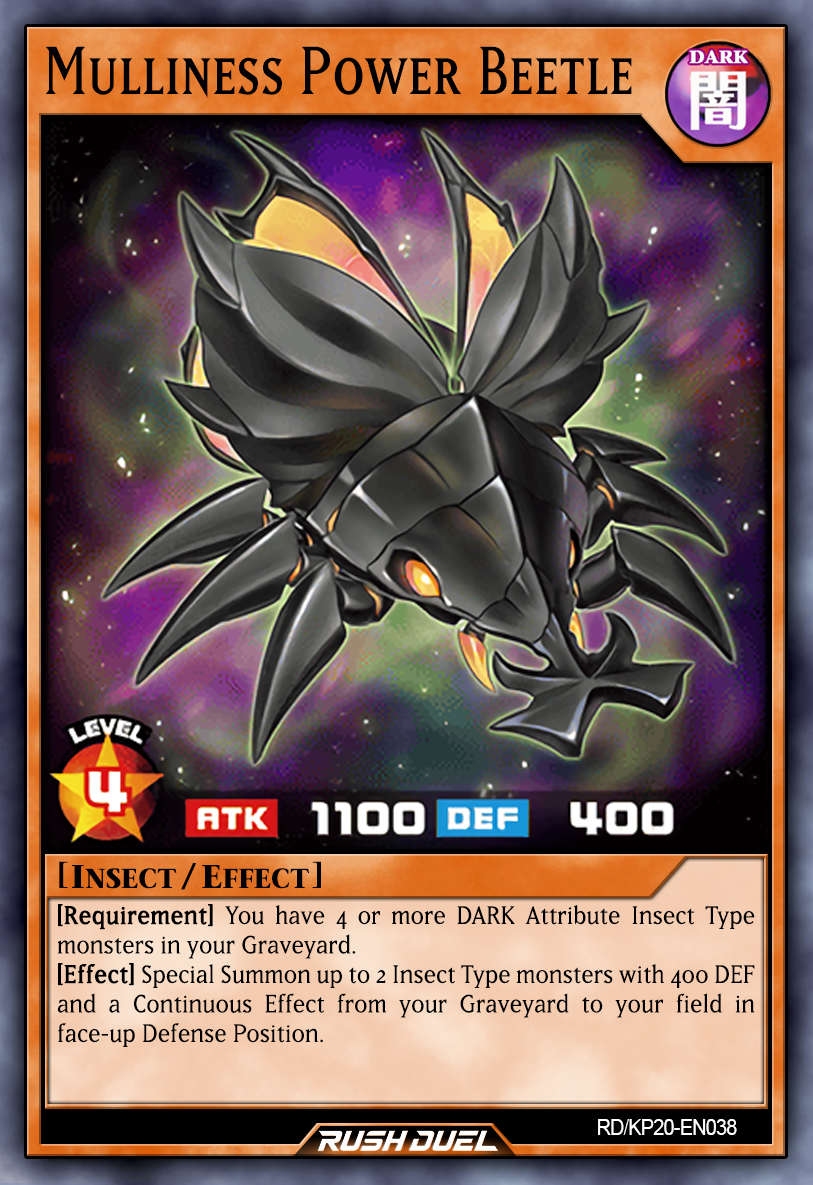 Mulliness Power Beetle
DARK
闇
LEVEL
4
ATK 1100 DEF 400
[Insect/Effect]
[Requirement] You have 4 or more DARK Attribute Insect Type
monsters in your Graveyard.
[Effect] Special Summon up to 2 Insect Type monsters with 400 DEF
and a Continuous Effect from your Graveyard to your field in
face-up Defense Position.
RD/KP20-EN038
RUSH DUEL